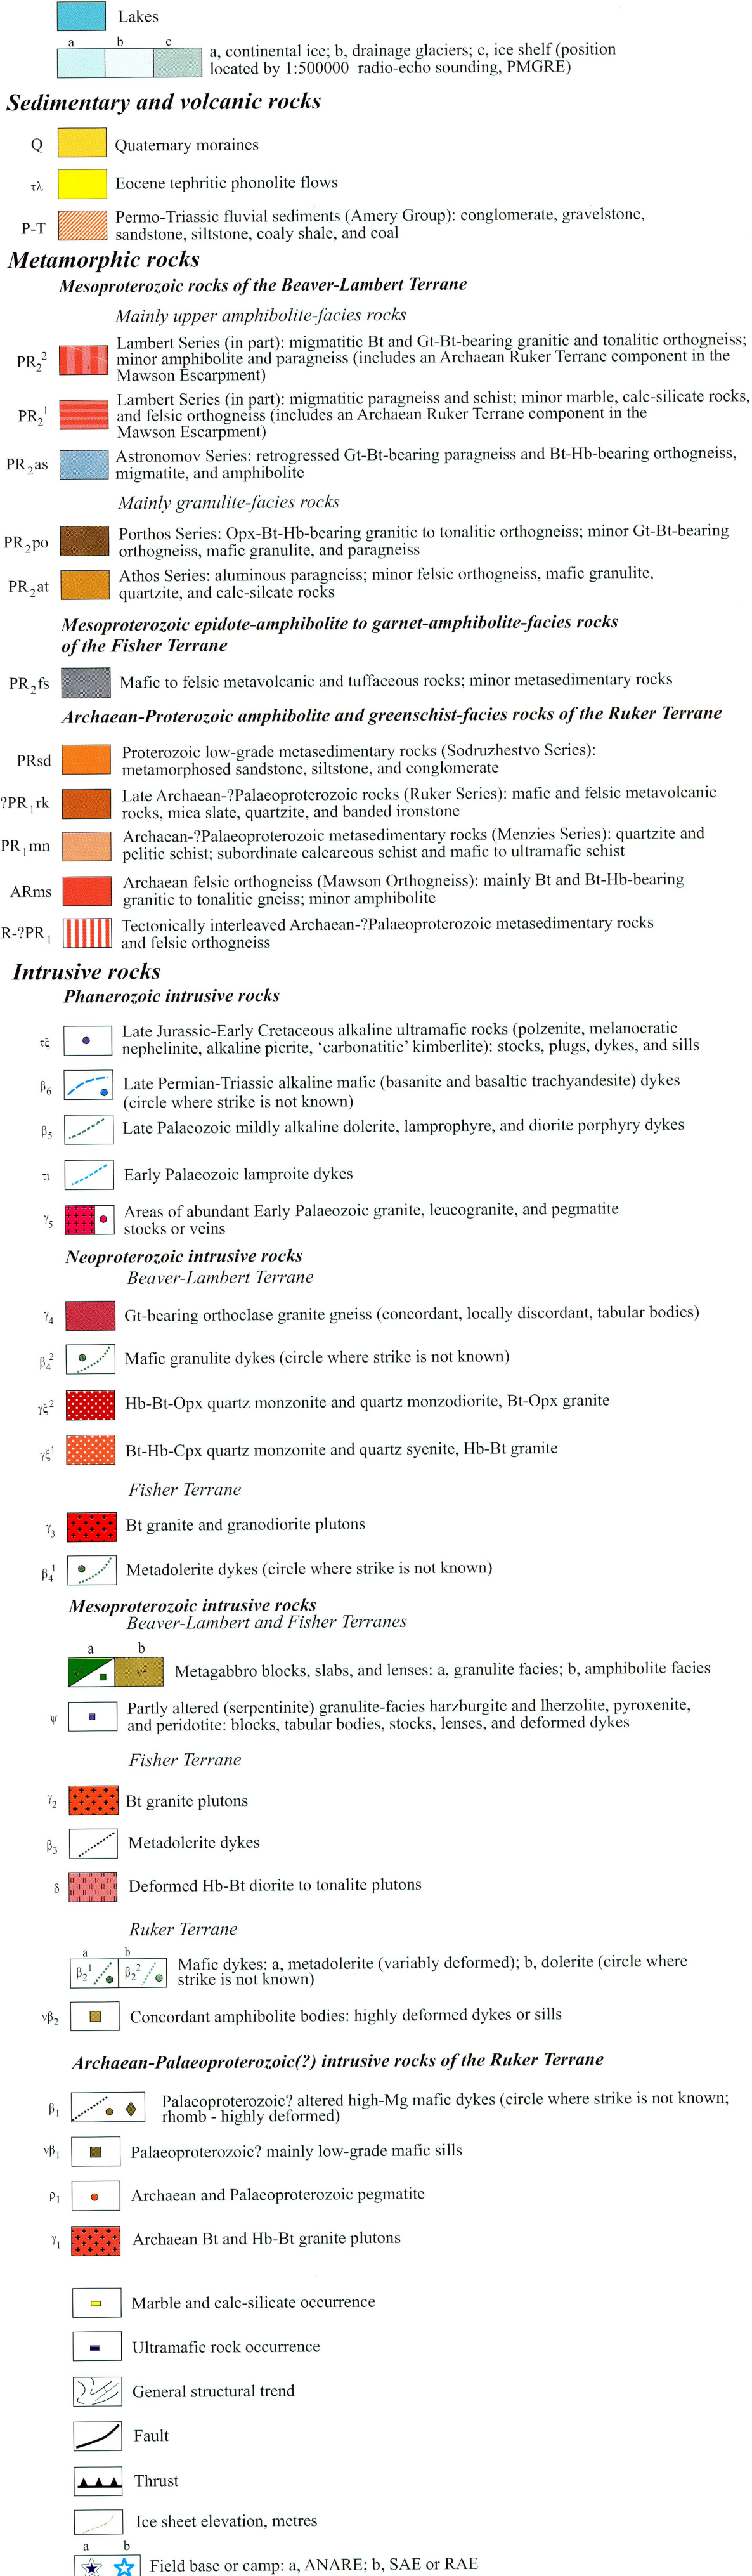 Lakes
a b c
a, continental ice; b, drainage glaciers; c, ice shelf (position
located by 1:500000 radio-echo sounding, PMGRE)
Sedimentary and volcanic rocks
Q Quaternary moraines
τλ Eocene tephritic phonolite flows
P-T Permo-Triassic fluvial sediments (Amery Group): conglomerate, gravelstone,
sandstone, siltstone, coaly shale, and coal
Metamorphic rocks
Mesoproterozoic rocks of the Beaver-Lambert Terrane
Mainly upper amphibolite-facies rocks
PR₂² Lambert Series (in part): migmatitic Bt and Gt-Bt-bearing granitic and tonalitic orthogneiss;
minor amphibolite and paragneiss (includes an Archaean Ruker Terrane component in the
Mawson Escarpment)
PR₂¹ Lambert Series (in part): migmatitic paragneiss and schist; minor marble, calc-silicate rocks,
and felsic orthogneiss (includes an Archaean Ruker Terrane component in the
Mawson Escarpment)
PR₂as Astronomov Series: retrogressed Gt-Bt-bearing paragneiss and Bt-Hb-bearing orthogneiss,
migmatite, and amphibolite
Mainly granulite-facies rocks
PR₂po Porthos Series: Opx-Bt-Hb-bearing granitic to tonalitic orthogneiss; minor Gt-Bt-bearing
orthogneiss, mafic granulite, and paragneiss
PR₂at Athos Series: aluminous paragneiss; minor felsic orthogneiss, mafic granulite,
quartzite, and calc-silcate rocks
Mesoproterozoic epidote-amphibolite to garnet-amphibolite-facies rocks
of the Fisher Terrane
PR₂fs Mafic to felsic metavolcanic and tuffaceous rocks; minor metasedimentary rocks
Archaean-Proterozoic amphibolite and greenschist-facies rocks of the Ruker Terrane
PRsd Proterozoic low-grade metasedimentary rocks (Sodruzhestvo Series):
metamorphosed sandstone, siltstone, and conglomerate
?PR₁rk Late Archaean-?Palaeoproterozoic rocks (Ruker Series): mafic and felsic metavolcanic
rocks, mica slate, quartzite, and banded ironstone
PR₁mn Archaean-?Palaeoproterozoic metasedimentary rocks (Menzies Series): quartzite and
pelitic schist; subordinate calcareous schist and mafic to ultramafic schist
ARms Archaean felsic orthogneiss (Mawson Orthogneiss): mainly Bt and Bt-Hb-bearing
granitic to tonalitic gneiss; minor amphibolite
R-?PR₁ Tectonically interleaved Archaean-?Palaeoproterozoic metasedimentary rocks
and felsic orthogneiss
Intrusive rocks
Phanerozoic intrusive rocks
τξ Late Jurassic-Early Cretaceous alkaline ultramafic rocks (polzenite, melanocratic
nephelinite, alkaline picrite, ‘carbonatitic’ kimberlite): stocks, plugs, dykes, and sills
β₆ Late Permian-Triassic alkaline mafic (basanite and basaltic trachyandesite) dykes
(circle where strike is not known)
β₅ Late Palaeozoic mildly alkaline dolerite, lamprophyre, and diorite porphyry dykes
τι Early Palaeozoic lamproite dykes
γ₅ Areas of abundant Early Palaeozoic granite, leucogranite, and pegmatite
stocks or veins
Neoproterozoic intrusive rocks
Beaver-Lambert Terrane
γ₄ Gt-bearing orthoclase granite gneiss (concordant, locally discordant, tabular bodies)
β₄² Mafic granulite dykes (circle where strike is not known)
γξ² Hb-Bt-Opx quartz monzonite and quartz monzodiorite, Bt-Opx granite
γξ¹ Bt-Hb-Cpx quartz monzonite and quartz syenite, Hb-Bt granite
Fisher Terrane
γ₃ Bt granite and granodiorite plutons
β₄¹ Metadolerite dykes (circle where strike is not known)
Mesoproterozoic intrusive rocks
Beaver-Lambert and Fisher Terranes
a b
ν² Metagabbro blocks, slabs, and lenses: a, granulite facies; b, amphibolite facies
ψ Partly altered (serpentinite) granulite-facies harzburgite and lherzolite, pyroxenite,
and peridotite: blocks, tabular bodies, stocks, lenses, and deformed dykes
Fisher Terrane
γ₂ Bt granite plutons
β₃ Metadolerite dykes
δ Deformed Hb-Bt diorite to tonalite plutons
Ruker Terrane
a b
β₂¹ β₂² Mafic dykes: a, metadolerite (variably deformed); b, dolerite (circle where
strike is not known)
νβ₂ Concordant amphibolite bodies: highly deformed dykes or sills
Archaean-Palaeoproterozoic(?) intrusive rocks of the Ruker Terrane
β₁ Palaeoproterozoic? altered high-Mg mafic dykes (circle where strike is not known;
rhomb - highly deformed)
νβ₁ Palaeoproterozoic? mainly low-grade mafic sills
ρ₁ Archaean and Palaeoproterozoic pegmatite
γ₁ Archaean Bt and Hb-Bt granite plutons
Marble and calc-silicate occurrence
Ultramafic rock occurrence
General structural trend
Fault
Thrust
Ice sheet elevation, metres
a b
Field base or camp: a, ANARE; b, SAE or RAE